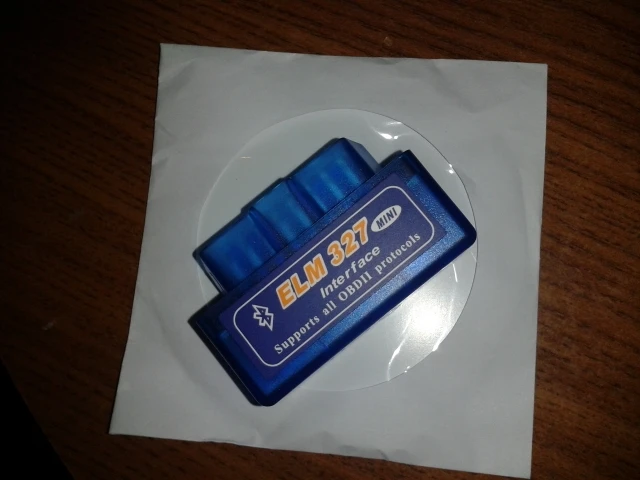 ELM 327 MINI
Interface
Supports all OBDII protocols